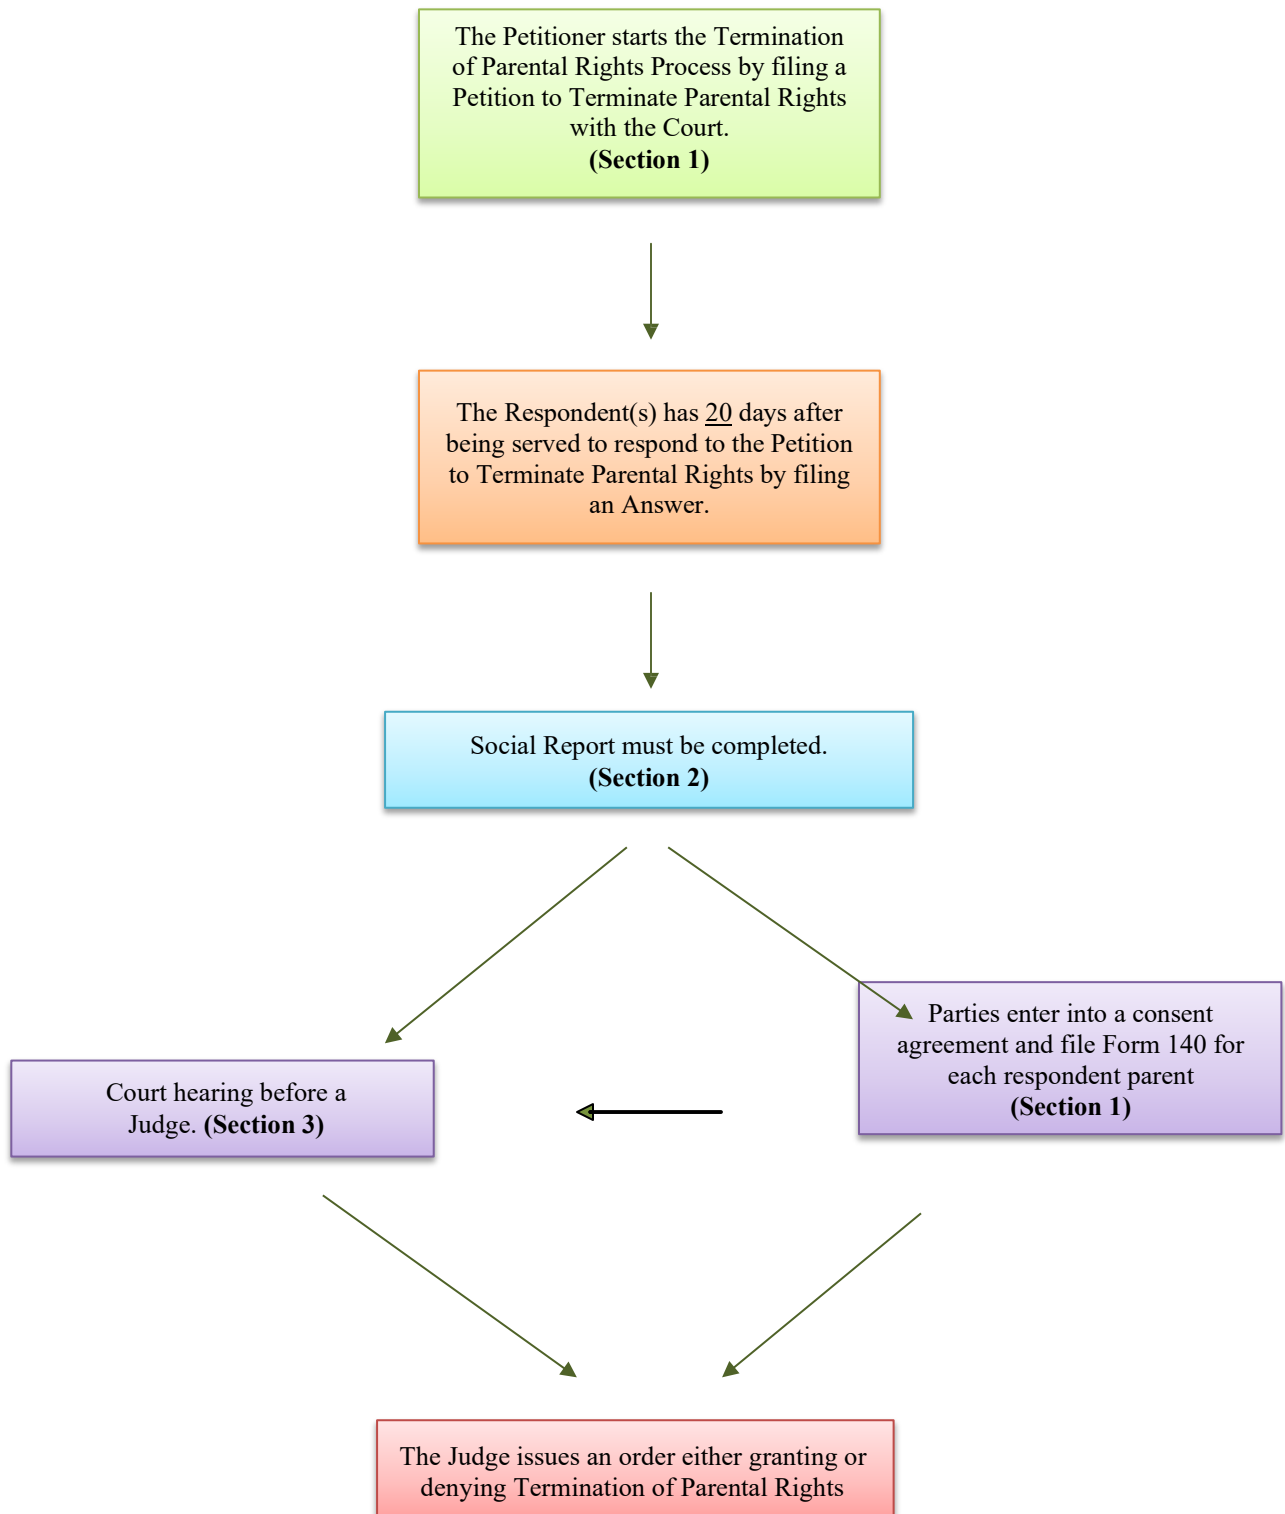 The Petitioner starts the Termination
of Parental Rights Process by filing a
Petition to Terminate Parental Rights
with the Court.
(Section 1)
The Respondent(s) has 20 days after
being served to respond to the Petition
to Terminate Parental Rights by filing
an Answer.
Social Report must be completed.
(Section 2)
Parties enter into a consent
agreement and file Form 140 for
each respondent parent
(Section 1)
Court hearing before a
Judge. (Section 3)
The Judge issues an order either granting or
denying Termination of Parental Rights